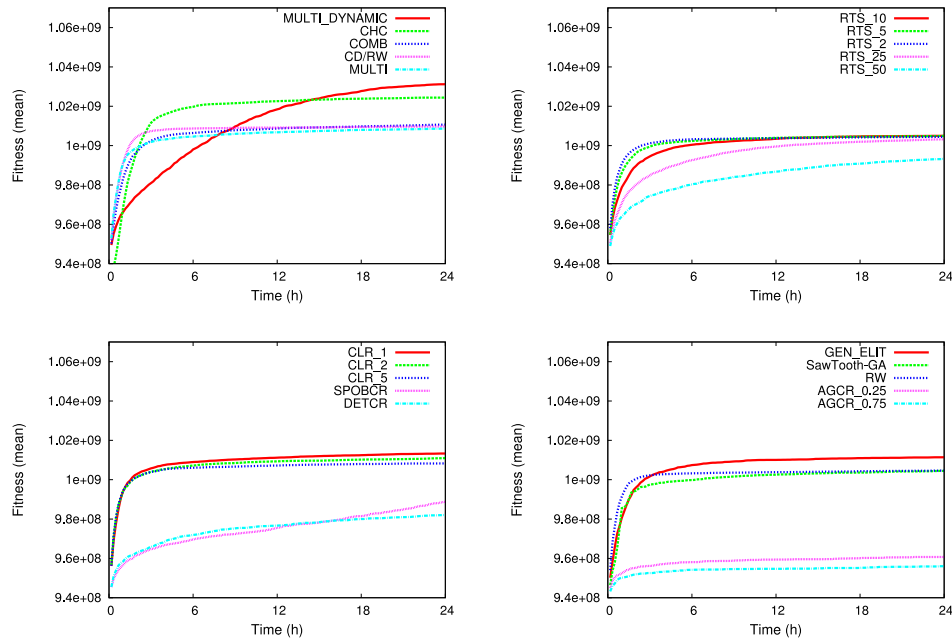 MULTI_DYNAMIC
CHC
COMB
CD/RW
MULTI
1.06e+09
1.04e+09
1.02e+09
1e+09
9.8e+08
9.6e+08
9.4e+08
Fitness (mean)
0 6 12 18 24
Time (h)
RTS_10
RTS_5
RTS_2
RTS_25
RTS_50
1.06e+09
1.04e+09
1.02e+09
1e+09
9.8e+08
9.6e+08
9.4e+08
Fitness (mean)
0 6 12 18 24
Time (h)
CLR_1
CLR_2
CLR_5
SPOBCR
DETCR
1.06e+09
1.04e+09
1.02e+09
1e+09
9.8e+08
9.6e+08
9.4e+08
Fitness (mean)
0 6 12 18 24
Time (h)
GEN_ELIT
SawTooth-GA
RW
AGCR_0.25
AGCR_0.75
1.06e+09
1.04e+09
1.02e+09
1e+09
9.8e+08
9.6e+08
9.4e+08
Fitness (mean)
0 6 12 18 24
Time (h)